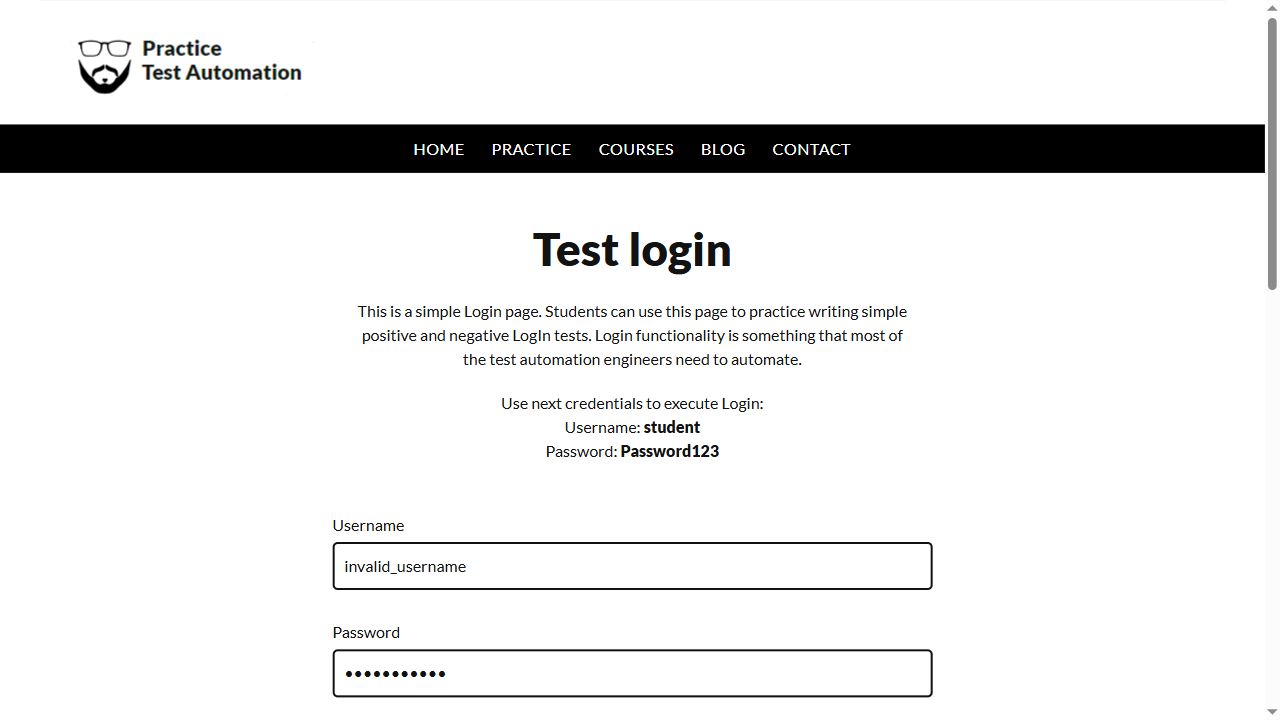 Practice
Test Automation
HOME PRACTICE COURSES BLOG CONTACT
Test login
This is a simple Login page. Students can use this page to practice writing simple
positive and negative LogIn tests. Login functionality is something that most of
the test automation engineers need to automate.
Use next credentials to execute Login:
Username: student
Password: Password123
Username
invalid_username
Password
•••••••••••